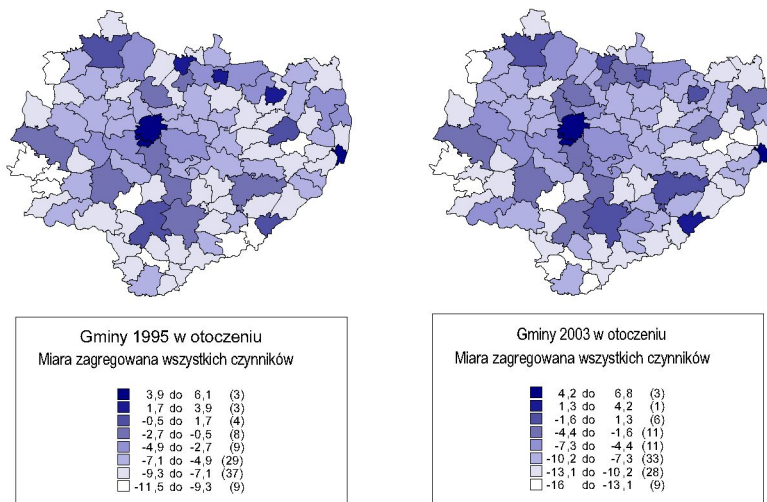 Gminy 1995 w otoczeniu
Miara zagregowana wszystkich czynników
3,9 do 6,1 (3)
1,7 do 3,9 (3)
-0,5 do 1,7 (4)
-2,7 do -0,5 (8)
-4,9 do -2,7 (9)
-7,1 do -4,9 (29)
-9,3 do -7,1 (37)
-11,5 do -9,3 (9)
Gminy 2003 w otoczeniu
Miara zagregowana wszystkich czynników
4,2 do 6,8 (3)
1,3 do 4,2 (1)
-1,6 do 1,3 (6)
-4,4 do -1,6 (11)
-7,3 do -4,4 (11)
-10,2 do -7,3 (33)
-13,1 do -10,2 (28)
-16 do -13,1 (9)